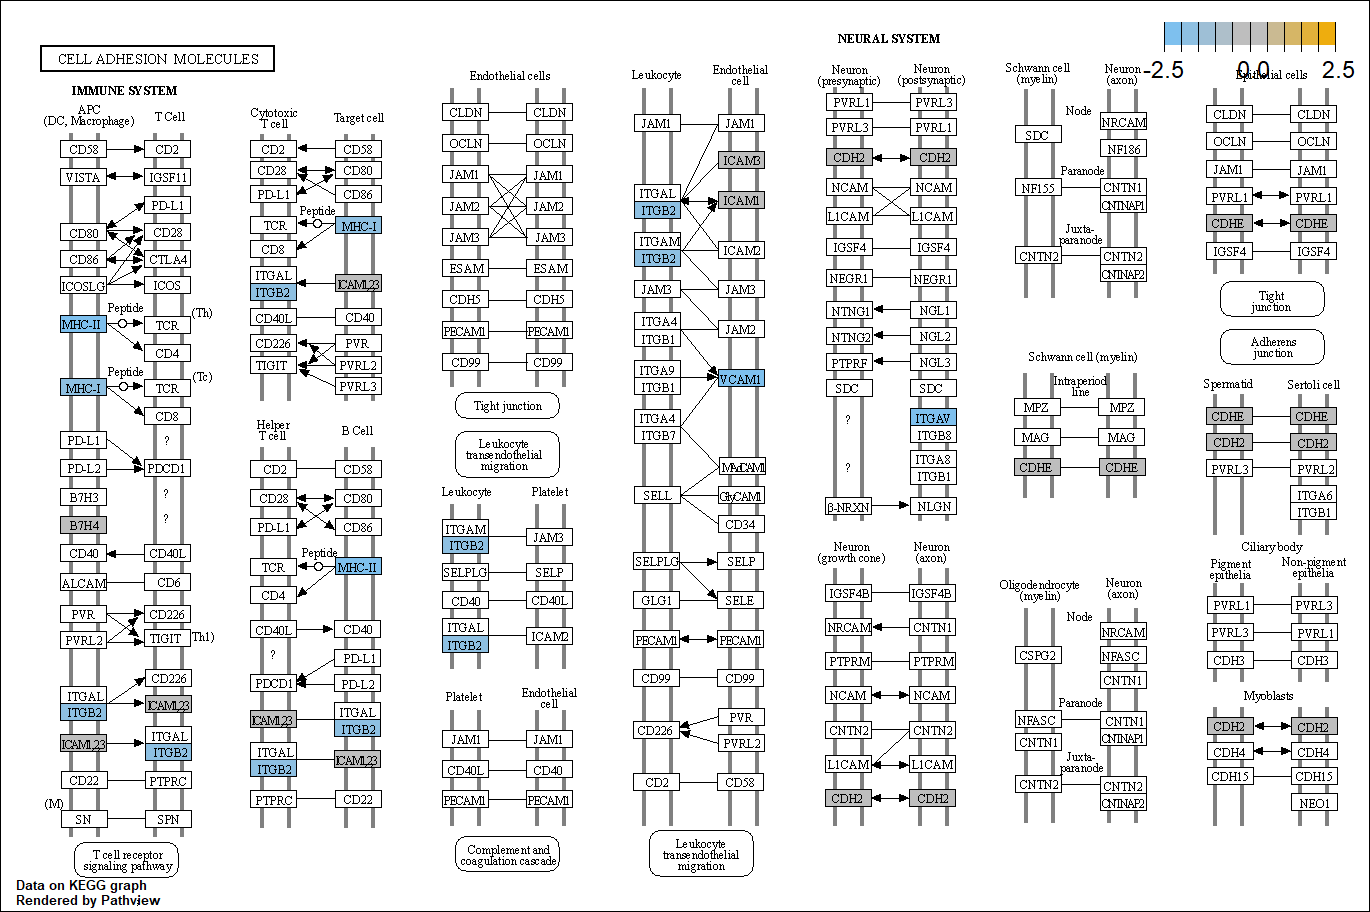 CELL ADHESION MOLECULES
-2.5
0.0
2.5
IMMUNE SYSTEM
APC
(DC, Macrophage)
T Cell
CD58
CD2
VISTA
IGSF11
PD-L1
CD80
CD28
CD86
CTLA4
ICOSLG
ICOS
Peptide
(Th)
MHC-II
TCR
CD4
Peptide
(Tc)
MHC-I
TCR
CD8
PD-L1
?
PD-L2
PDCD1
B7H3
?
B7H4
?
CD40
CD40L
ALCAM
CD6
PVR
CD226
PVRL2
TIGIT
Th1)
CD226
ITGAL
ITGB2
ICAM1,23
ICAM1,23
ITGAL
ITGB2
CD22
PTPRC
(M)
SN
SPN
T cell receptor
signaling pathway
Cytotoxic
T cell
Target cell
CD2
CD58
CD28
CD80
PD-L1
CD86
Peptide
TCR
MHC-I
CD8
ITGAL
ITGB2
ICAM1,23
CD40L
CD40
CD226
PVR
TIGIT
PVRL2
PVRL3
Helper
T cell
B Cell
CD2
CD58
CD28
CD80
PD-L1
CD86
Peptide
TCR
MHC-II
CD4
CD40L
CD40
?
PD-L1
PDCD1
PD-L2
ICAM1,23
ITGAL
ITGB2
ITGAL
ITGB2
ICAM1,23
PTPRC
CD22
Endothelial cells
CLDN
CLDN
OCLN
OCLN
JAM1
JAM1
JAM2
JAM2
JAM3
JAM3
ESAM
ESAM
CDH5
CDH5
PECAM1
PECAM1
CD99
CD99
Tight junction
Leukocyte
transendothelial
migration
Leukocyte
Platelet
ITGAM
ITGB2
JAM3
SELPLG
SELP
CD40
CD40L
ITGAL
ITGB2
ICAM2
Platelet
Endothelial
cell
JAM1
JAM1
CD40L
CD40
PECAM1
PECAM1
Complement and
coagulation cascade
Leukocyte
Endothelial
cell
JAM1
JAM1
ICAM3
ITGAL
ITGB2
ICAM1
ITGAM
ITGB2
ICAM2
JAM3
JAM3
ITGA4
ITGB1
JAM2
ITGA9
ITGB1
VCAM1
ITGA4
ITGB7
MAdCAM1
SELL
GlyCAM1
CD34
SELPLG
SELP
GLG1
SELE
PECAM1
PECAM1
CD99
CD99
CD226
PVR
PVRL2
CD2
CD58
Leukocyte
transendothelial
migration
NEURAL SYSTEM
Neuron
(presynaptic)
Neuron
(postsynaptic)
PVRL1
PVRL3
PVRL3
PVRL1
CDH2
CDH2
NCAM
NCAM
L1CAM
L1CAM
IGSF4
IGSF4
NEGR1
NEGR1
NTNG1
NGL1
NTNG2
NGL2
PTPRF
NGL3
SDC
SDC
?
ITGAV
ITGB8
?
ITGA8
ITGB1
β-NRXN
NLGN
Neuron
(growth cone)
Neuron
(axon)
IGSF4B
IGSF4B
NRCAM
CNTN1
PTPRM
PTPRM
NCAM
NCAM
CNTN2
CNTN2
L1CAM
L1CAM
CDH2
CDH2
Schwann cell
(myelin)
Neuron
(axon)
Node
NRCAM
SDC
NF186
Paranode
NF155
CNTN1
CNTNAP1
Juxta-
paranode
CNTN2
CNTN2
CNTNAP2
Schwann cell (myelin)
Intraperiod
line
MPZ
MPZ
MAG
MAG
CDHE
CDHE
Oligodendrocyte
(myelin)
Neuron
(axon)
Node
NRCAM
CSPG2
NFASC
CNTN1
Paranode
NFASC
CNTN1
CNTN1
CNTNAP1
Juxta-
paranode
CNTN2
CNTN2
CNTNAP2
Epithelial cells
CLDN
CLDN
OCLN
OCLN
JAM1
JAM1
PVRL1
PVRL1
CDHE
CDHE
IGSF4
IGSF4
Tight
junction
Adherens
junction
Spermatid
Sertoli cell
CDHE
CDHE
CDH2
CDH2
PVRL3
PVRL2
ITGA6
ITGB1
Ciliary body
Pigment
epithelia
Non-pigment
epithelia
PVRL1
PVRL3
PVRL3
PVRL1
CDH3
CDH3
Myoblasts
CDH2
CDH2
CDH4
CDH4
CDH15
CDH15
NEO1
Data on KEGG graph
Rendered by Pathview